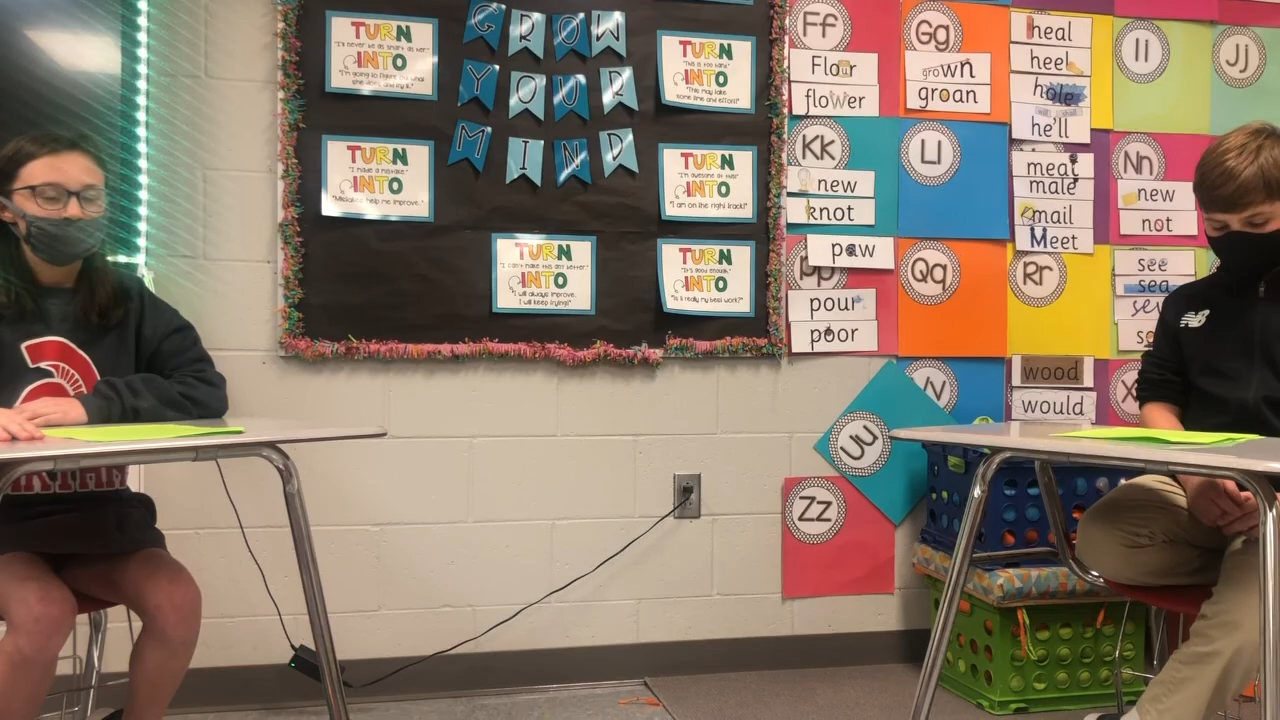 GROW
YOUR
MIND
TURN
"I'll never be as smart as her."
INTO
"I'm going to figure out what
she does and try it."
TURN
"This is too hard."
INTO
"This may take
some time and effort!"
TURN
"I made a mistake."
INTO
"Mistakes help me improve."
TURN
"I'm awesome at this!"
INTO
"I am on the right track!"
TURN
"I can't make this any better."
INTO
"I will always improve.
I will keep trying!"
TURN
"It's good enough."
INTO
"Is it really my best work?"
Ff
Flour
flower
Gg
grown
groan
heal
heel
hole
he'll
Ii
Jj
Kk
new
knot
Ll
meat
male
mail
Meet
Nn
new
not
paw
Pp
pour
poor
Qq
Rr
see
sea
Uu
wood
would
Zz
NB